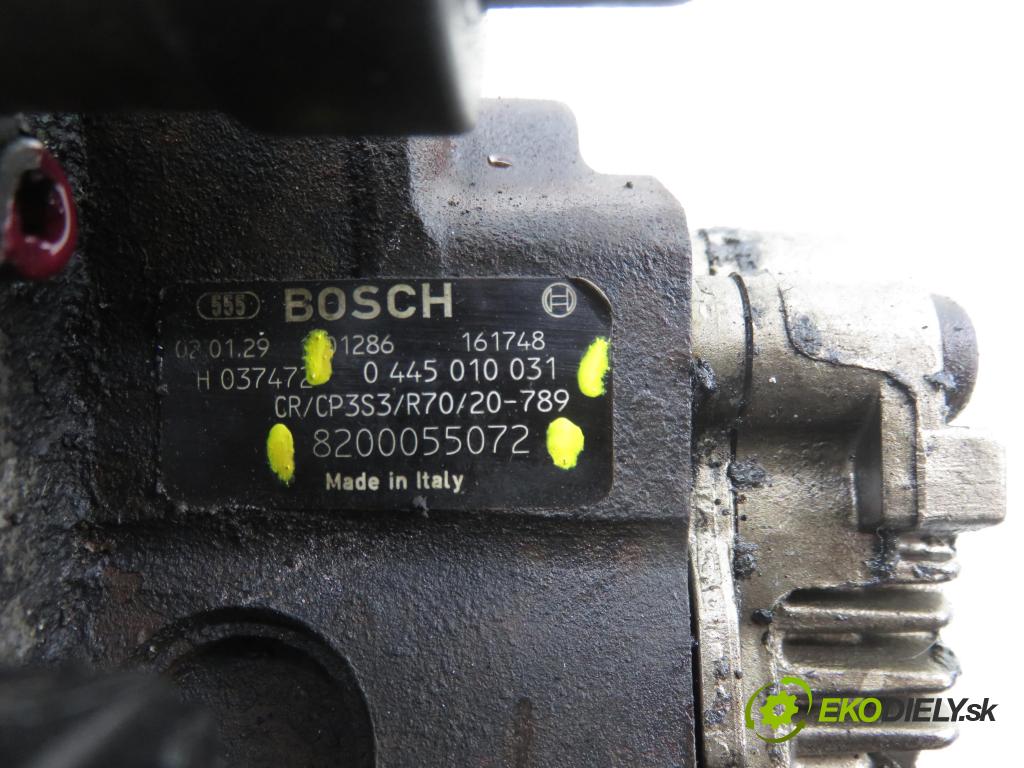 555 BOSCH
02.01.29 161748
H 037472 0 445 010 031
CR/CP3S3/R70/20-789
8200055072
Made in Italy
EKODIELY.sk